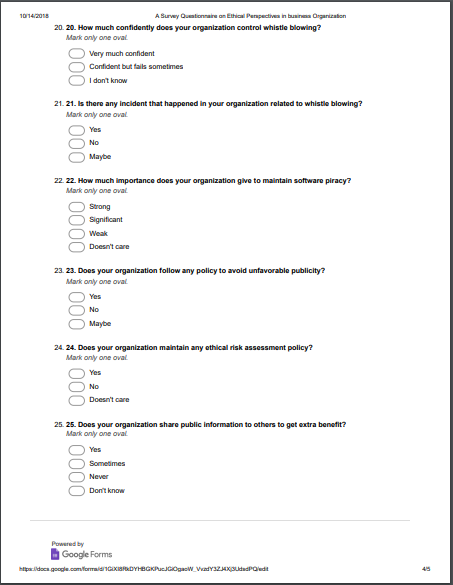 10/14/2018 A Survey Questionnaire on Ethical Perspectives in business Organization
20. 20. How much confidently does your organization control whistle blowing?
Mark only one oval.
Very much confident
Confident but fails sometimes
I don't know
21. 21. Is there any incident that happened in your organization related to whistle blowing?
Mark only one oval.
Yes
No
Maybe
22. 22. How much importance does your organization give to maintain software piracy?
Mark only one oval.
Strong
Significant
Weak
Doesn't care
23. 23. Does your organization follow any policy to avoid unfavorable publicity?
Mark only one oval.
Yes
No
Maybe
24. 24. Does your organization maintain any ethical risk assessment policy?
Mark only one oval.
Yes
No
Doesn't care
25. 25. Does your organization share public information to others to get extra benefit?
Mark only one oval.
Yes
Sometimes
Never
Don't know
Powered by
Google Forms
4/5